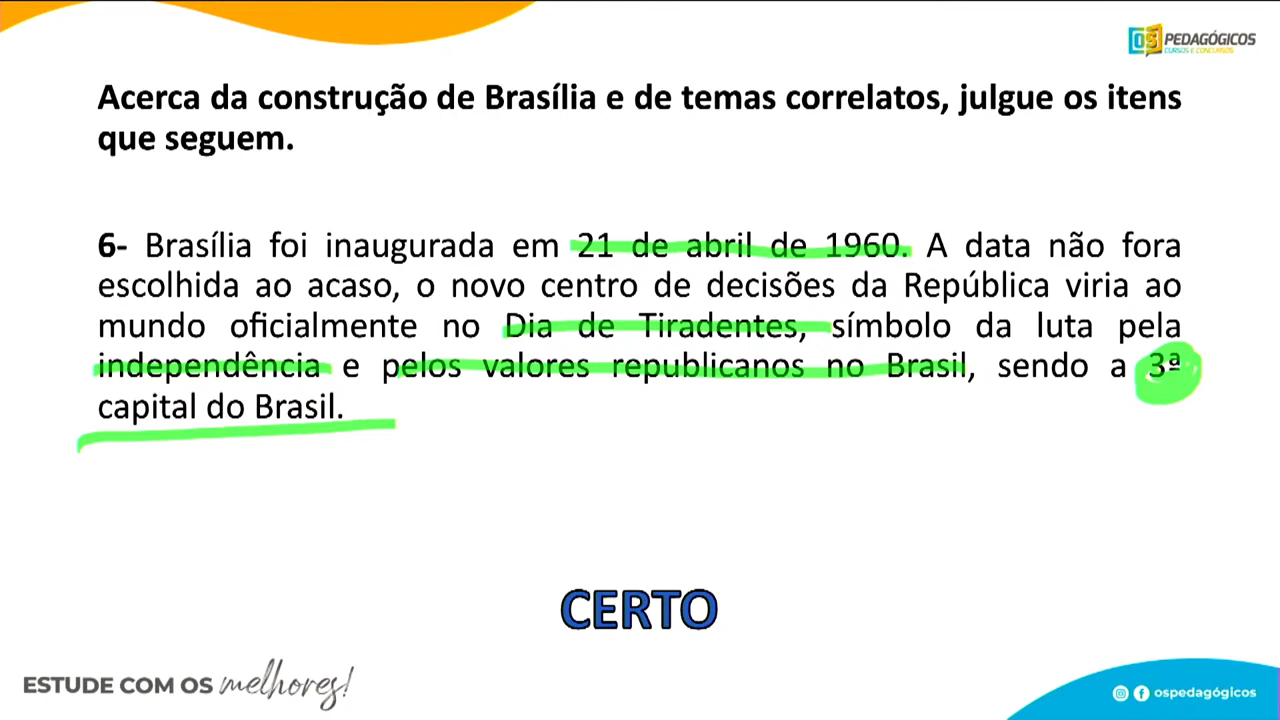 OS PEDAGÓGICOS
CURSOS E CONCURSOS
Acerca da construção de Brasília e de temas correlatos, julgue os itens
que seguem.
6- Brasília foi inaugurada em 21 de abril de 1960. A data não fora
escolhida ao acaso, o novo centro de decisões da República viria ao
mundo oficialmente no Dia de Tiradentes, símbolo da luta pela
independência e pelos valores republicanos no Brasil, sendo a 3ª
capital do Brasil.
CERTO
ESTUDE COM OS melhores!
ospedagógicos